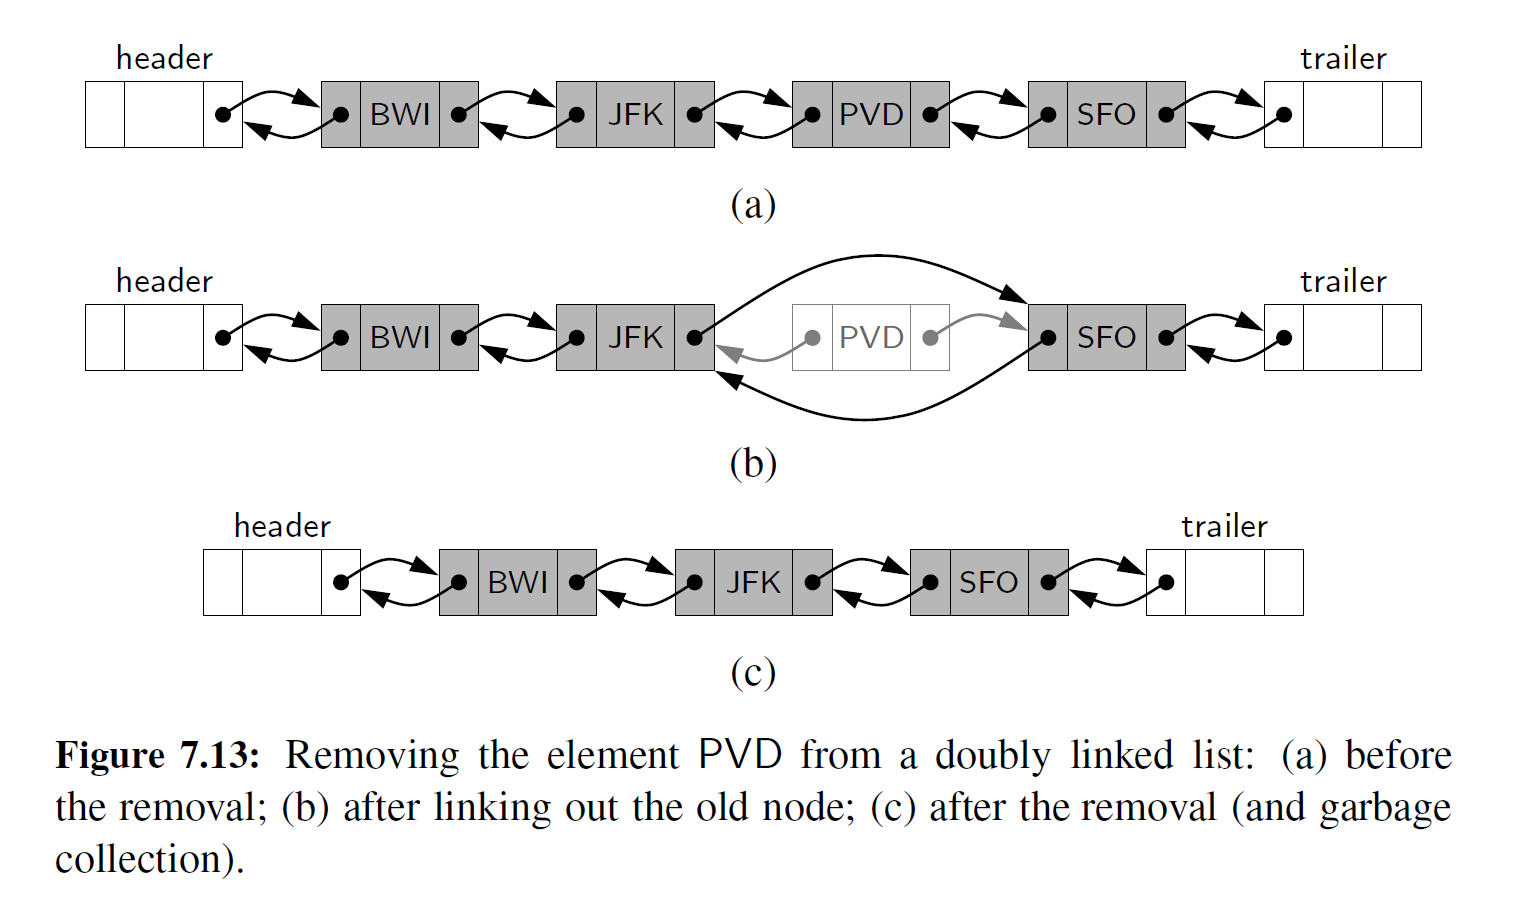 header trailer
BWI JFK PVD SFO
(a)
header trailer
BWI JFK PVD SFO
(b)
header trailer
BWI JFK SFO
(c)
Figure 7.13: Removing the element PVD from a doubly linked list: (a) before
the removal; (b) after linking out the old node; (c) after the removal (and garbage
collection).